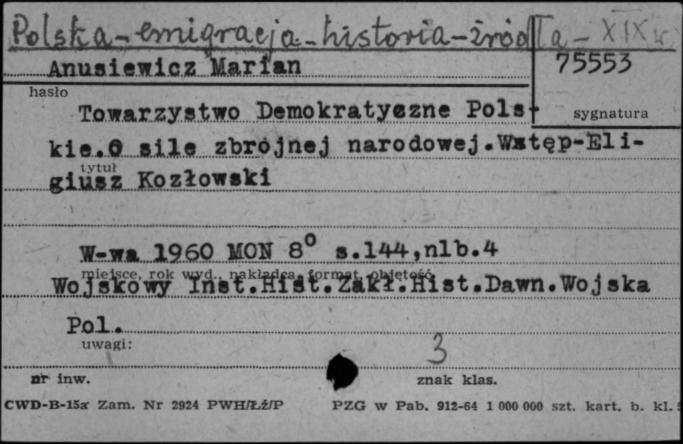 Polska-emigracja-historia-źródła-XIX w.
Anusiewicz Marian
75553
hasło
Towarzystwo Demokratyczne Pols-
sygnatura
kie.O sile zbrojnej narodowej.Wstęp-Eli-
tytuł
giusz Kozłowski
W-wa 1960 MON 8° s.144,nlb.4
miejsce, rok wyd., nakładca, format, objętość
Wojskowy Inst.Hist.Zakł.Hist.Dawn.Wojska
Pol.
uwagi:
3
nr inw.
znak klas.
CWD-B-15a Zam. Nr 2924 PWH/Łż/P
PZG w Pab. 912-64 1 000 000 szt. kart. b. kl.